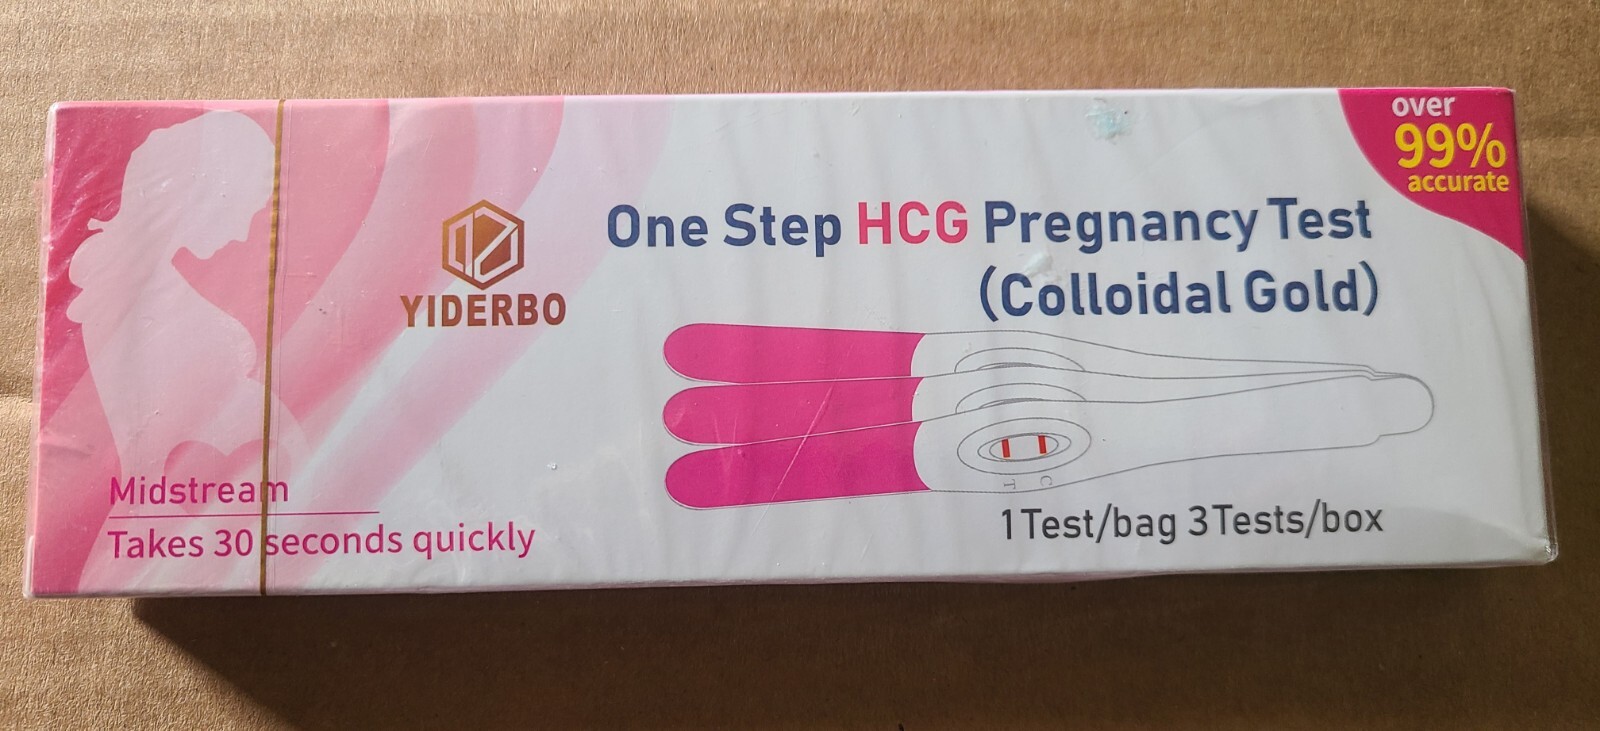 over
99%
accurate
One Step HCG Pregnancy Test
(Colloidal Gold)
YIDERBO
C
T
Midstream
Takes 30 seconds quickly
1Test/bag 3Tests/box